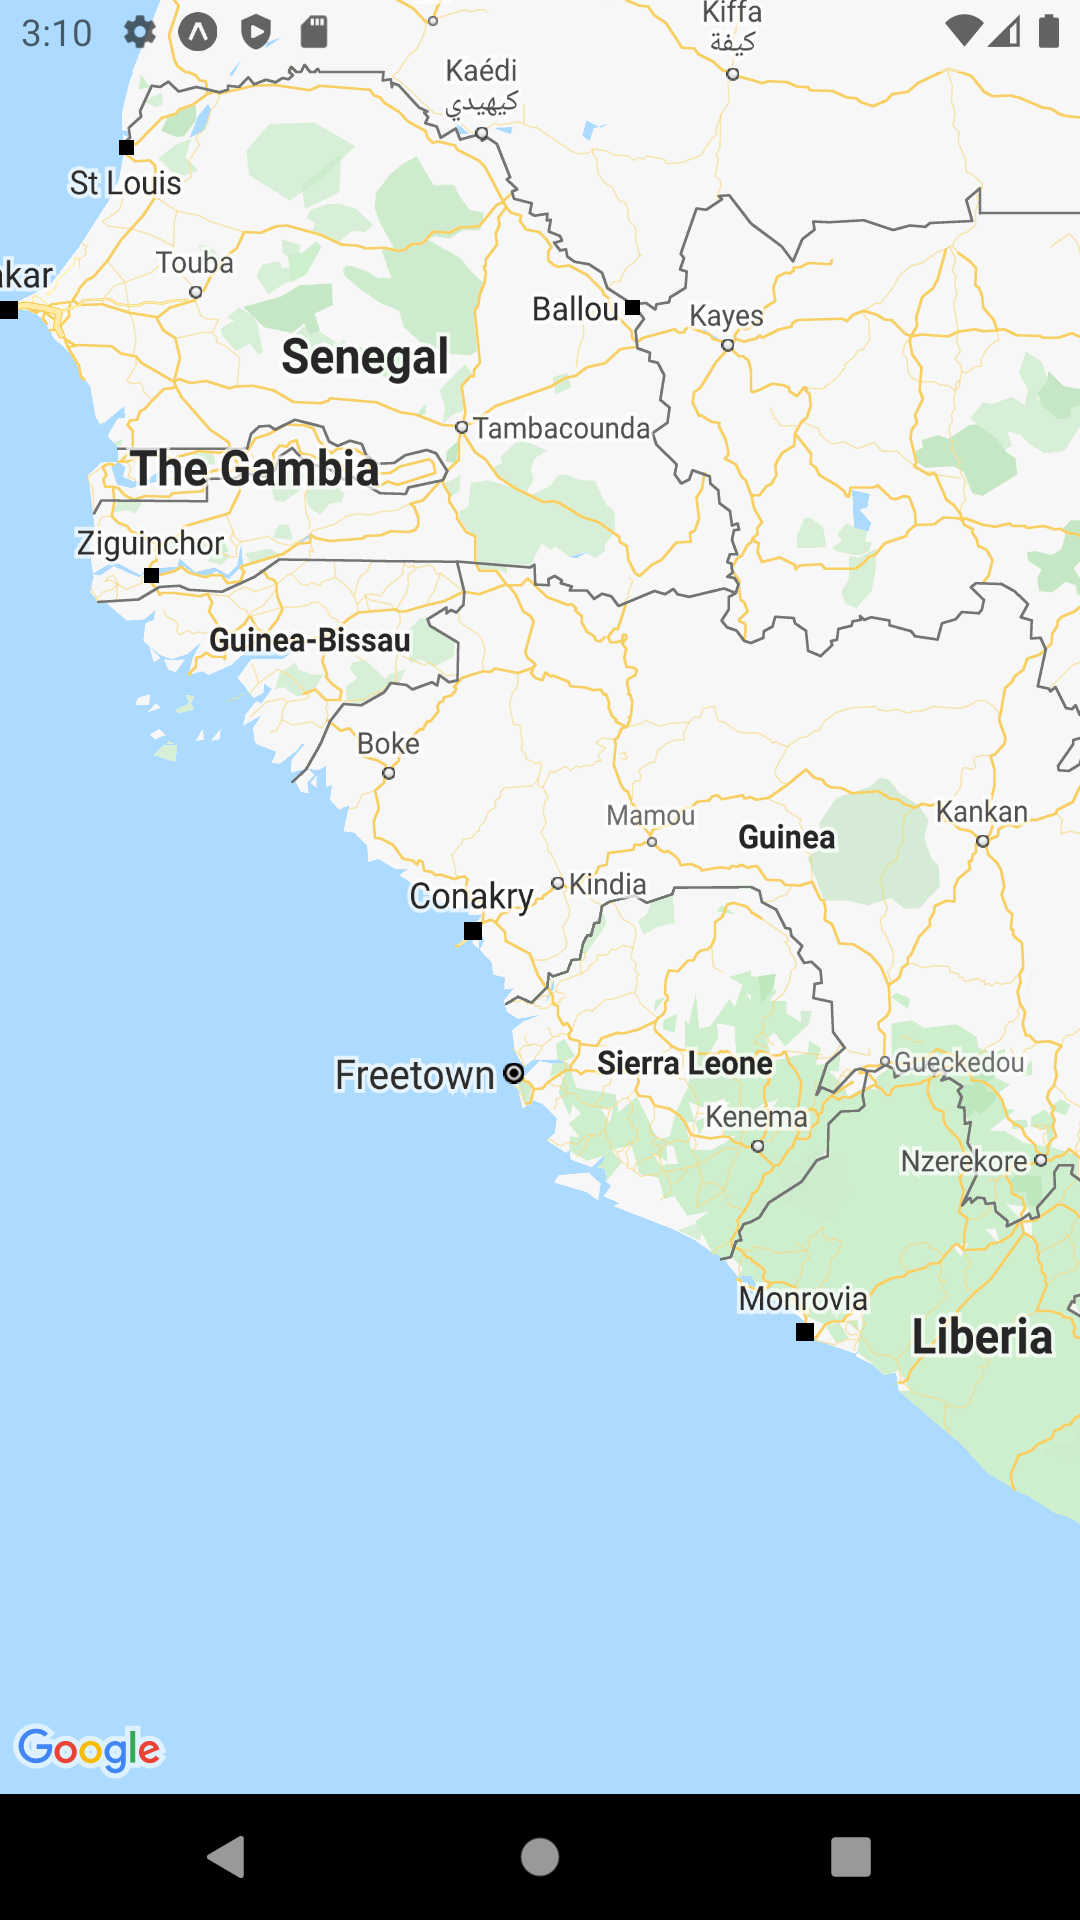 3:10
Kiffa
كيفة
Kaédi
كيهيدي
St Louis
Touba
akar
Ballou
Kayes
Senegal
Tambacounda
The Gambia
Ziguinchor
Guinea-Bissau
Boke
Mamou
Guinea
Kankan
Kindia
Conakry
Freetown
Sierra Leone
Gueckedou
Kenema
Nzerekore
Monrovia
Liberia
Google